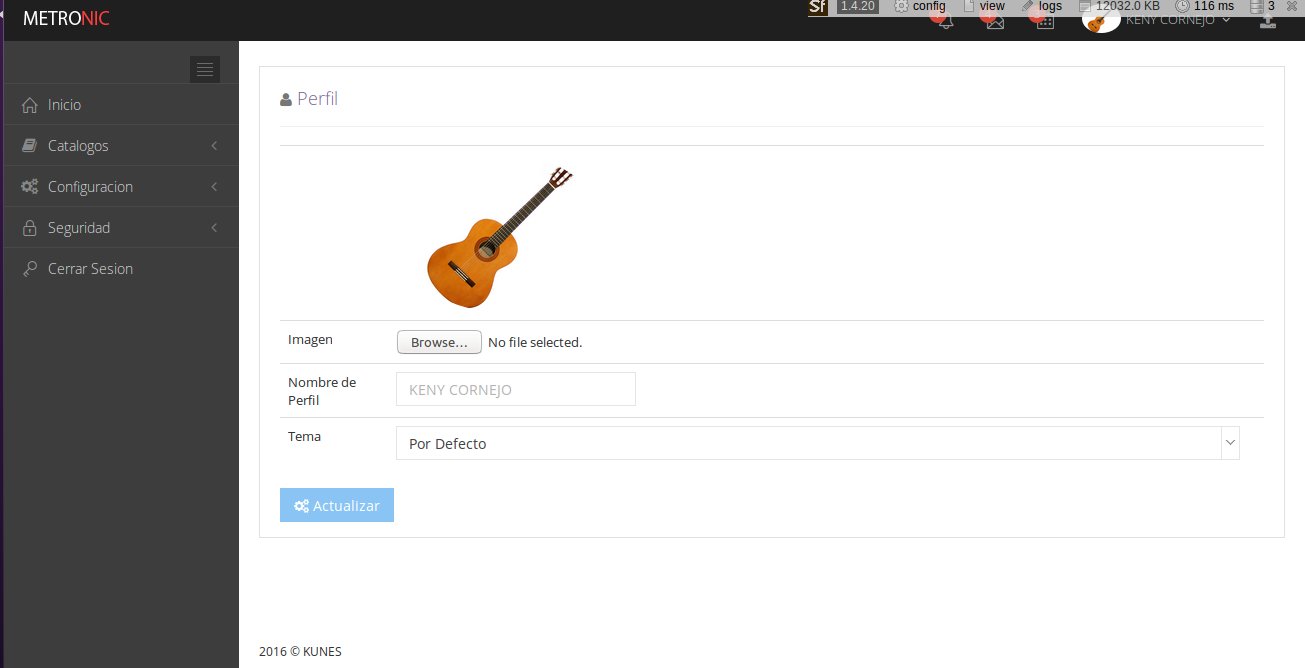 sf 1.4.20 config view logs 12032.0 KB 116 ms 3
METRONIC
KENY CORNEJO
Inicio
Catalogos
Configuracion
Seguridad
Cerrar Sesion
Perfil
Imagen Browse... No file selected.
Nombre de
Perfil
KENY CORNEJO
Tema Por Defecto
Actualizar
2016 © KUNES